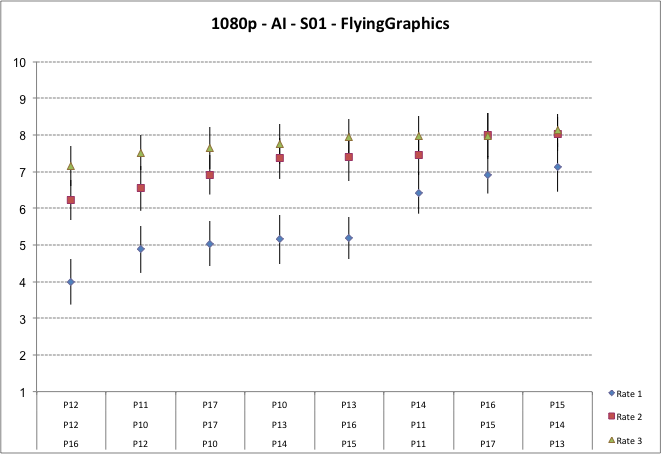 1080p - AI - S01 - FlyingGraphics
10
9
8
7
6
5
4
3
2
1
P12 P11 P17 P10 P13 P14 P16 P15
P12 P10 P17 P13 P16 P11 P15 P14
P16 P12 P10 P14 P15 P11 P17 P13
Rate 1
Rate 2
Rate 3